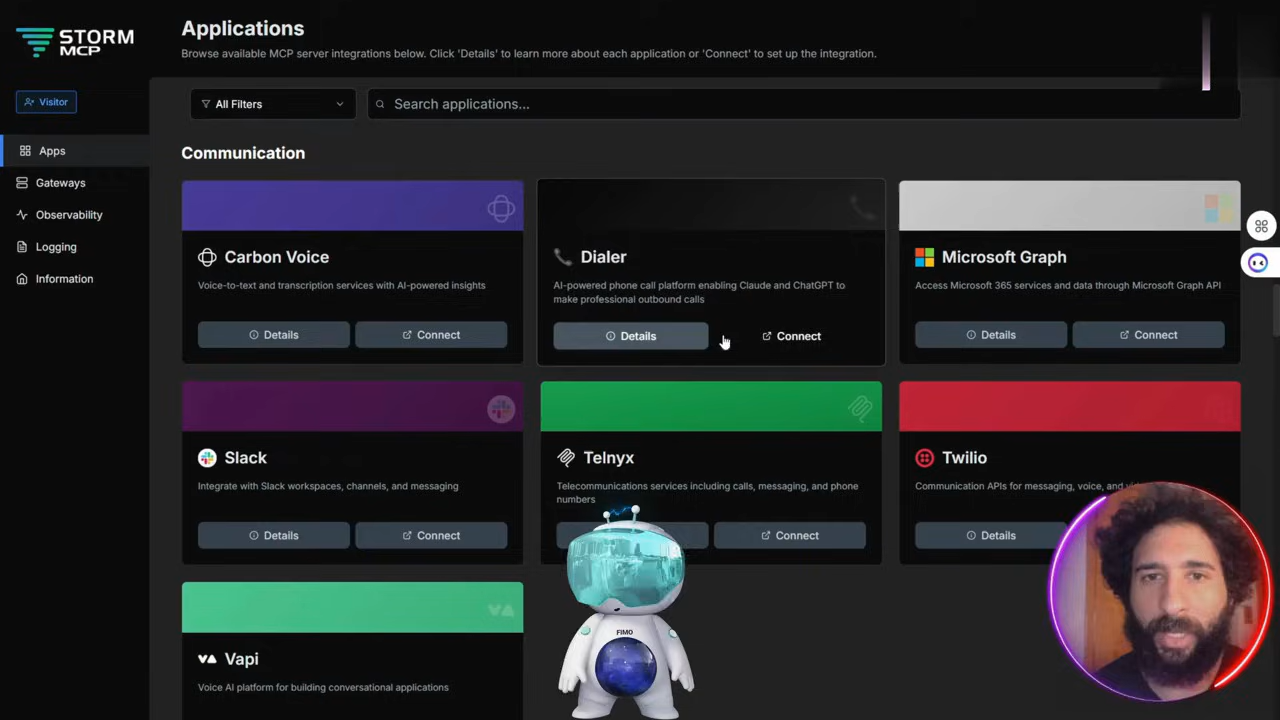 STORM
MCP
Visitor
Apps
Gateways
Observability
Logging
Information
Applications
Browse available MCP server integrations below. Click 'Details' to learn more about each application or 'Connect' to set up the integration.
All Filters
Search applications...
Communication
Carbon Voice
Voice-to-text and transcription services with AI-powered insights
Details
Connect
Dialer
AI-powered phone call platform enabling Claude and ChatGPT to
make professional outbound calls
Details
Connect
Microsoft Graph
Access Microsoft 365 services and data through Microsoft Graph API
Details
Connect
Slack
Integrate with Slack workspaces, channels, and messaging
Details
Connect
Telnyx
Telecommunications services including calls, messaging, and phone
numbers
Connect
Twilio
Communication APIs for messaging, voice, and
Details
Vapi
Voice AI platform for building conversational applications
FIMO